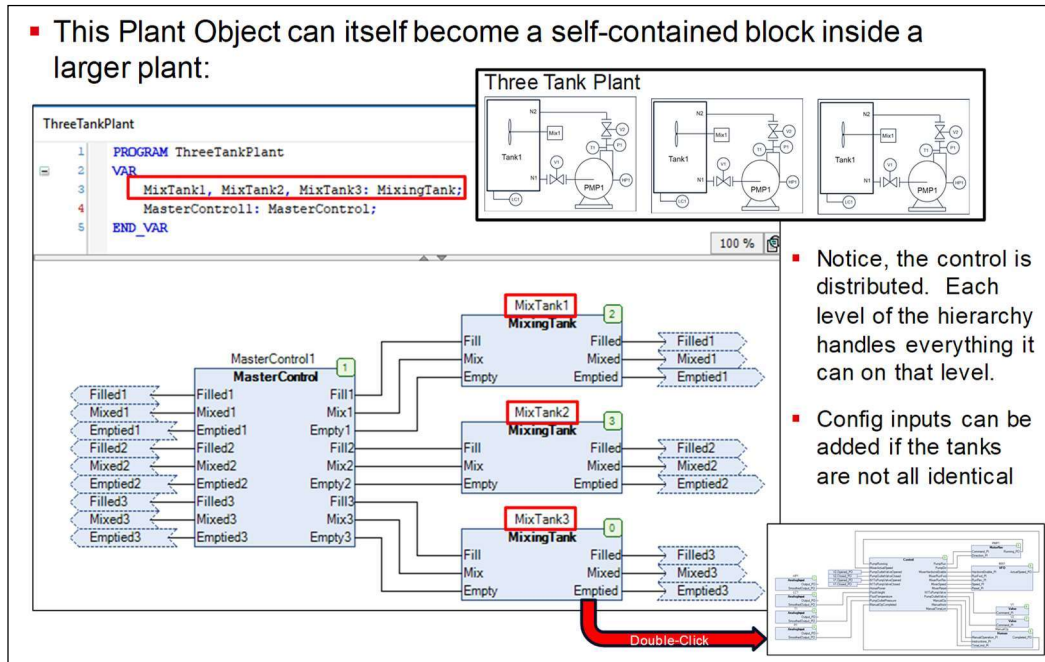 This Plant Object can itself become a self-contained block inside a
larger plant:
Three Tank Plant
N2
Mix1
Tank1
V2
T1
P1
V1
N1
PMP1
HP1
LC1
N2
Mix1
Tank1
V2
T1
P1
V1
N1
PMP1
HP1
LC1
N2
Mix1
Tank1
V2
T1
P1
V1
N1
PMP1
HP1
LC1
ThreeTankPlant
1 PROGRAM ThreeTankPlant
2 VAR
3 MixTank1, MixTank2, MixTank3: MixingTank;
4 MasterControl1: MasterControl;
5 END_VAR
100 %
MasterControl1
1
MasterControl
Filled1 Filled1 Fill1
Mixed1 Mixed1 Mix1
Emptied1 Emptied1 Empty1
Filled2 Filled2 Fill2
Mixed2 Mixed2 Mix2
Emptied2 Emptied2 Empty2
Filled3 Filled3 Fill3
Mixed3 Mixed3 Mix3
Emptied3 Emptied3 Empty3
MixTank1
2
MixingTank
Fill Filled Filled1
Mix Mixed Mixed1
Empty Emptied Emptied1
MixTank2
3
MixingTank
Fill Filled Filled2
Mix Mixed Mixed2
Empty Emptied Emptied2
MixTank3
0
MixingTank
Fill Filled Filled3
Mix Mixed Mixed3
Empty Emptied Emptied3
Double-Click
Notice, the control is
distributed. Each
level of the hierarchy
handles everything it
can on that level.
Config inputs can be
added if the tanks
are not all identical
Control